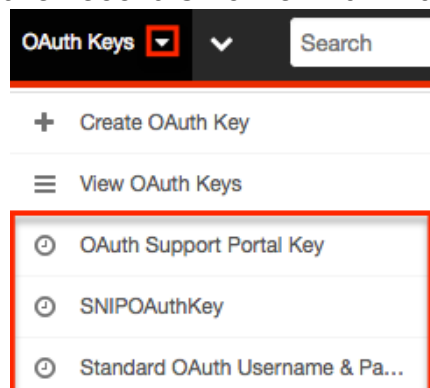 OAuth Keys
Search
Create OAuth Key
View OAuth Keys
OAuth Support Portal Key
SNIPOAuthKey
Standard OAuth Username & Pa...